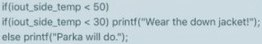 if(iout_side_temp < 50)
if(iout_side_temp < 30) printf("Wear the down jacket!");
else printf("Parka will do.");